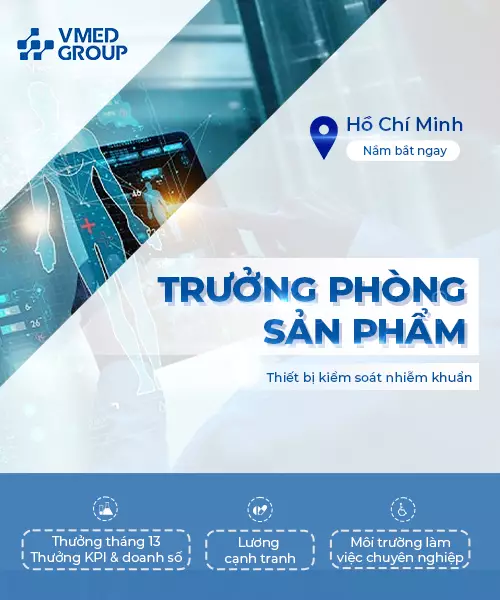 VMED
GROUP
Hồ Chí Minh
Nắm bắt ngay
TRƯỞNG PHÒNG
SẢN PHẨM
Thiết bị kiểm soát nhiễm khuẩn
Thưởng tháng 13
Thưởng KPI & doanh số
Lương
cạnh tranh
Môi trường làm
việc chuyên nghiệp